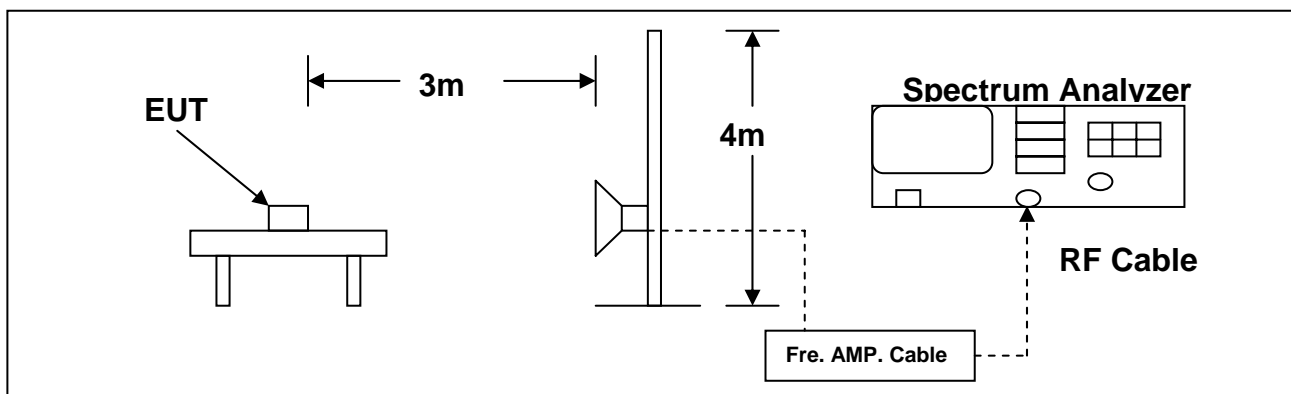 3m
EUT
4m
Spectrum Analyzer
RF Cable
Fre. AMP. Cable